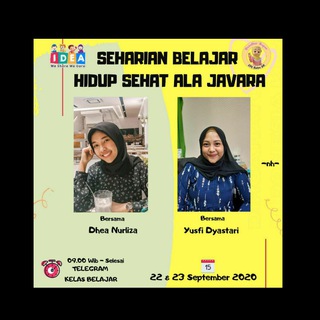 IDEA
SEHARIAN BELAJAR
HIDUP SEHAT ALA JAVARA
Bersama
Dhea Nurliza
Bersama
Yusfi Dyastari
~nh~
09.00 Wib - Selesai
TELEGRAM
KELAS BELAJAR
15
22 & 23 September 2020